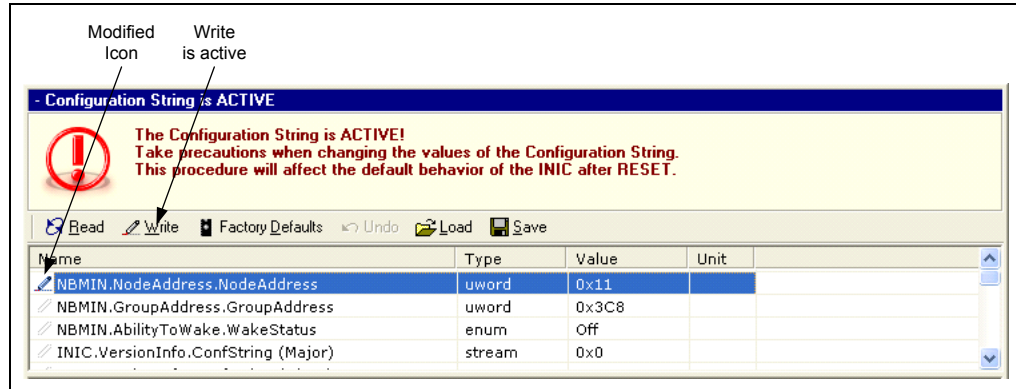 Modified Write
Icon is active
- Configuration String is ACTIVE
The Configuration String is ACTIVE!
Take precautions when changing the values of the Configuration String.
This procedure will affect the default behavior of the INIC after RESET.
Read Write Factory Defaults Undo Load Save
Name Type Value Unit
NBMIN.NodeAddress.NodeAddress uword 0x11
NBMIN.GroupAddress.GroupAddress uword 0x3C8
NBMIN.AbilityToWake.WakeStatus enum Off
INIC.VersionInfo.ConfString (Major) stream 0x0